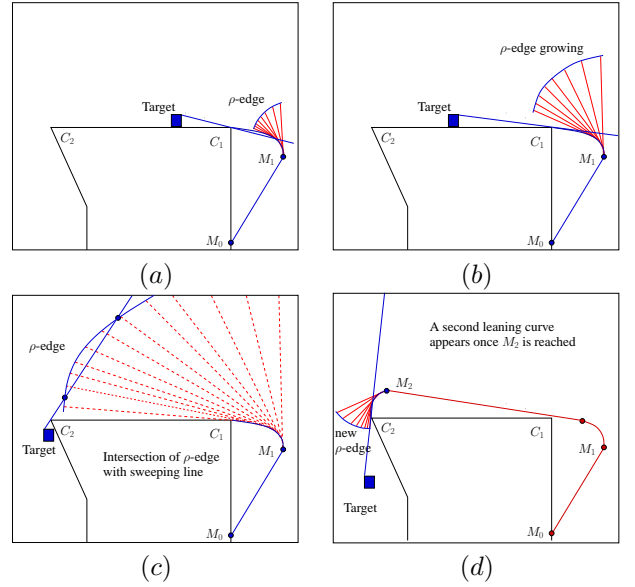 Target
ρ-edge
C₂
C₁
M₁
M₀
(a)
ρ-edge growing
Target
C₂
C₁
M₁
M₀
(b)
ρ-edge
C₂
C₁
Target
Intersection of ρ-edge
with sweeping line
M₁
M₀
(c)
A second leaning curve
appears once M₂ is reached
M₂
C₂
C₁
new
ρ-edge
M₁
Target
M₀
(d)